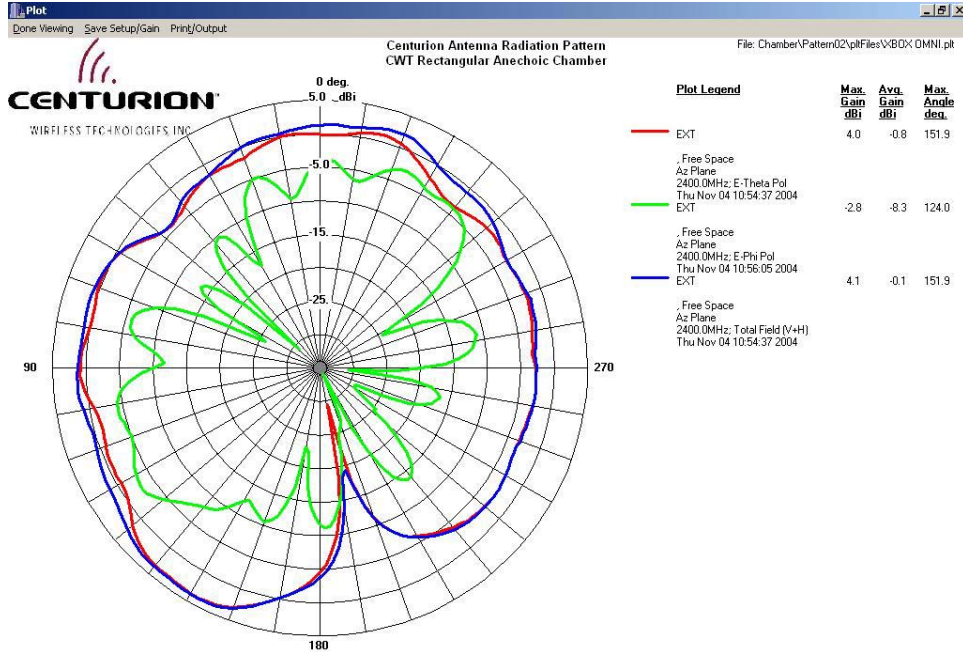 Plot
Done Viewing Save Setup/Gain Print/Output
Centurion Antenna Radiation Pattern
CWT Rectangular Anechoic Chamber
File: Chamber\Pattern02\pltFiles\XBOX OMNI.plt
CENTURION
WIRELESS TECHNOLOGIES, INC.
0 deg.
5.0 dBi
-5.0
-15.
-25.
90
270
180
Plot Legend Max. Gain dBi Avg. Gain dBi Max. Angle deg.
EXT 4.0 -0.8 151.9
, Free Space
Az Plane
2400.0MHz; E-Theta Pol
Thu Nov 04 10:54:37 2004
EXT -2.8 -8.3 124.0
, Free Space
Az Plane
2400.0MHz; E-Phi Pol
Thu Nov 04 10:56:05 2004
EXT 4.1 -0.1 151.9
, Free Space
Az Plane
2400.0MHz; Total Field (V+H)
Thu Nov 04 10:54:37 2004